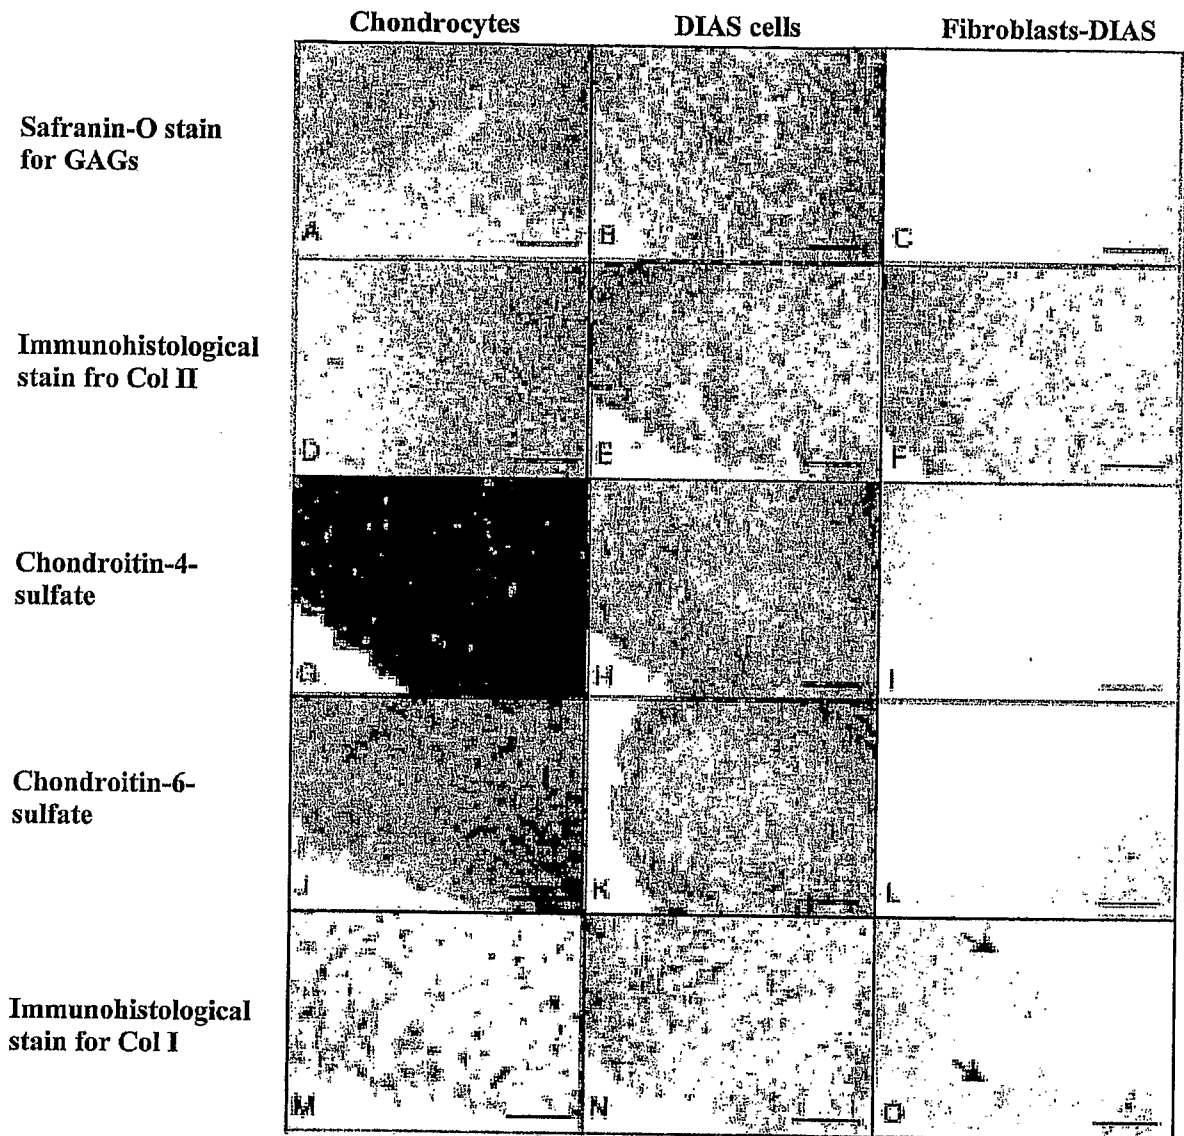 Chondrocytes DIAS cells Fibroblasts-DIAS
Safranin-O stain
for GAGs
A B C
Immunohistological
stain fro Col II
D E F
Chondroitin-4-
sulfate
G H I
Chondroitin-6-
sulfate
J K L
Immunohistological
stain for Col I
M N O